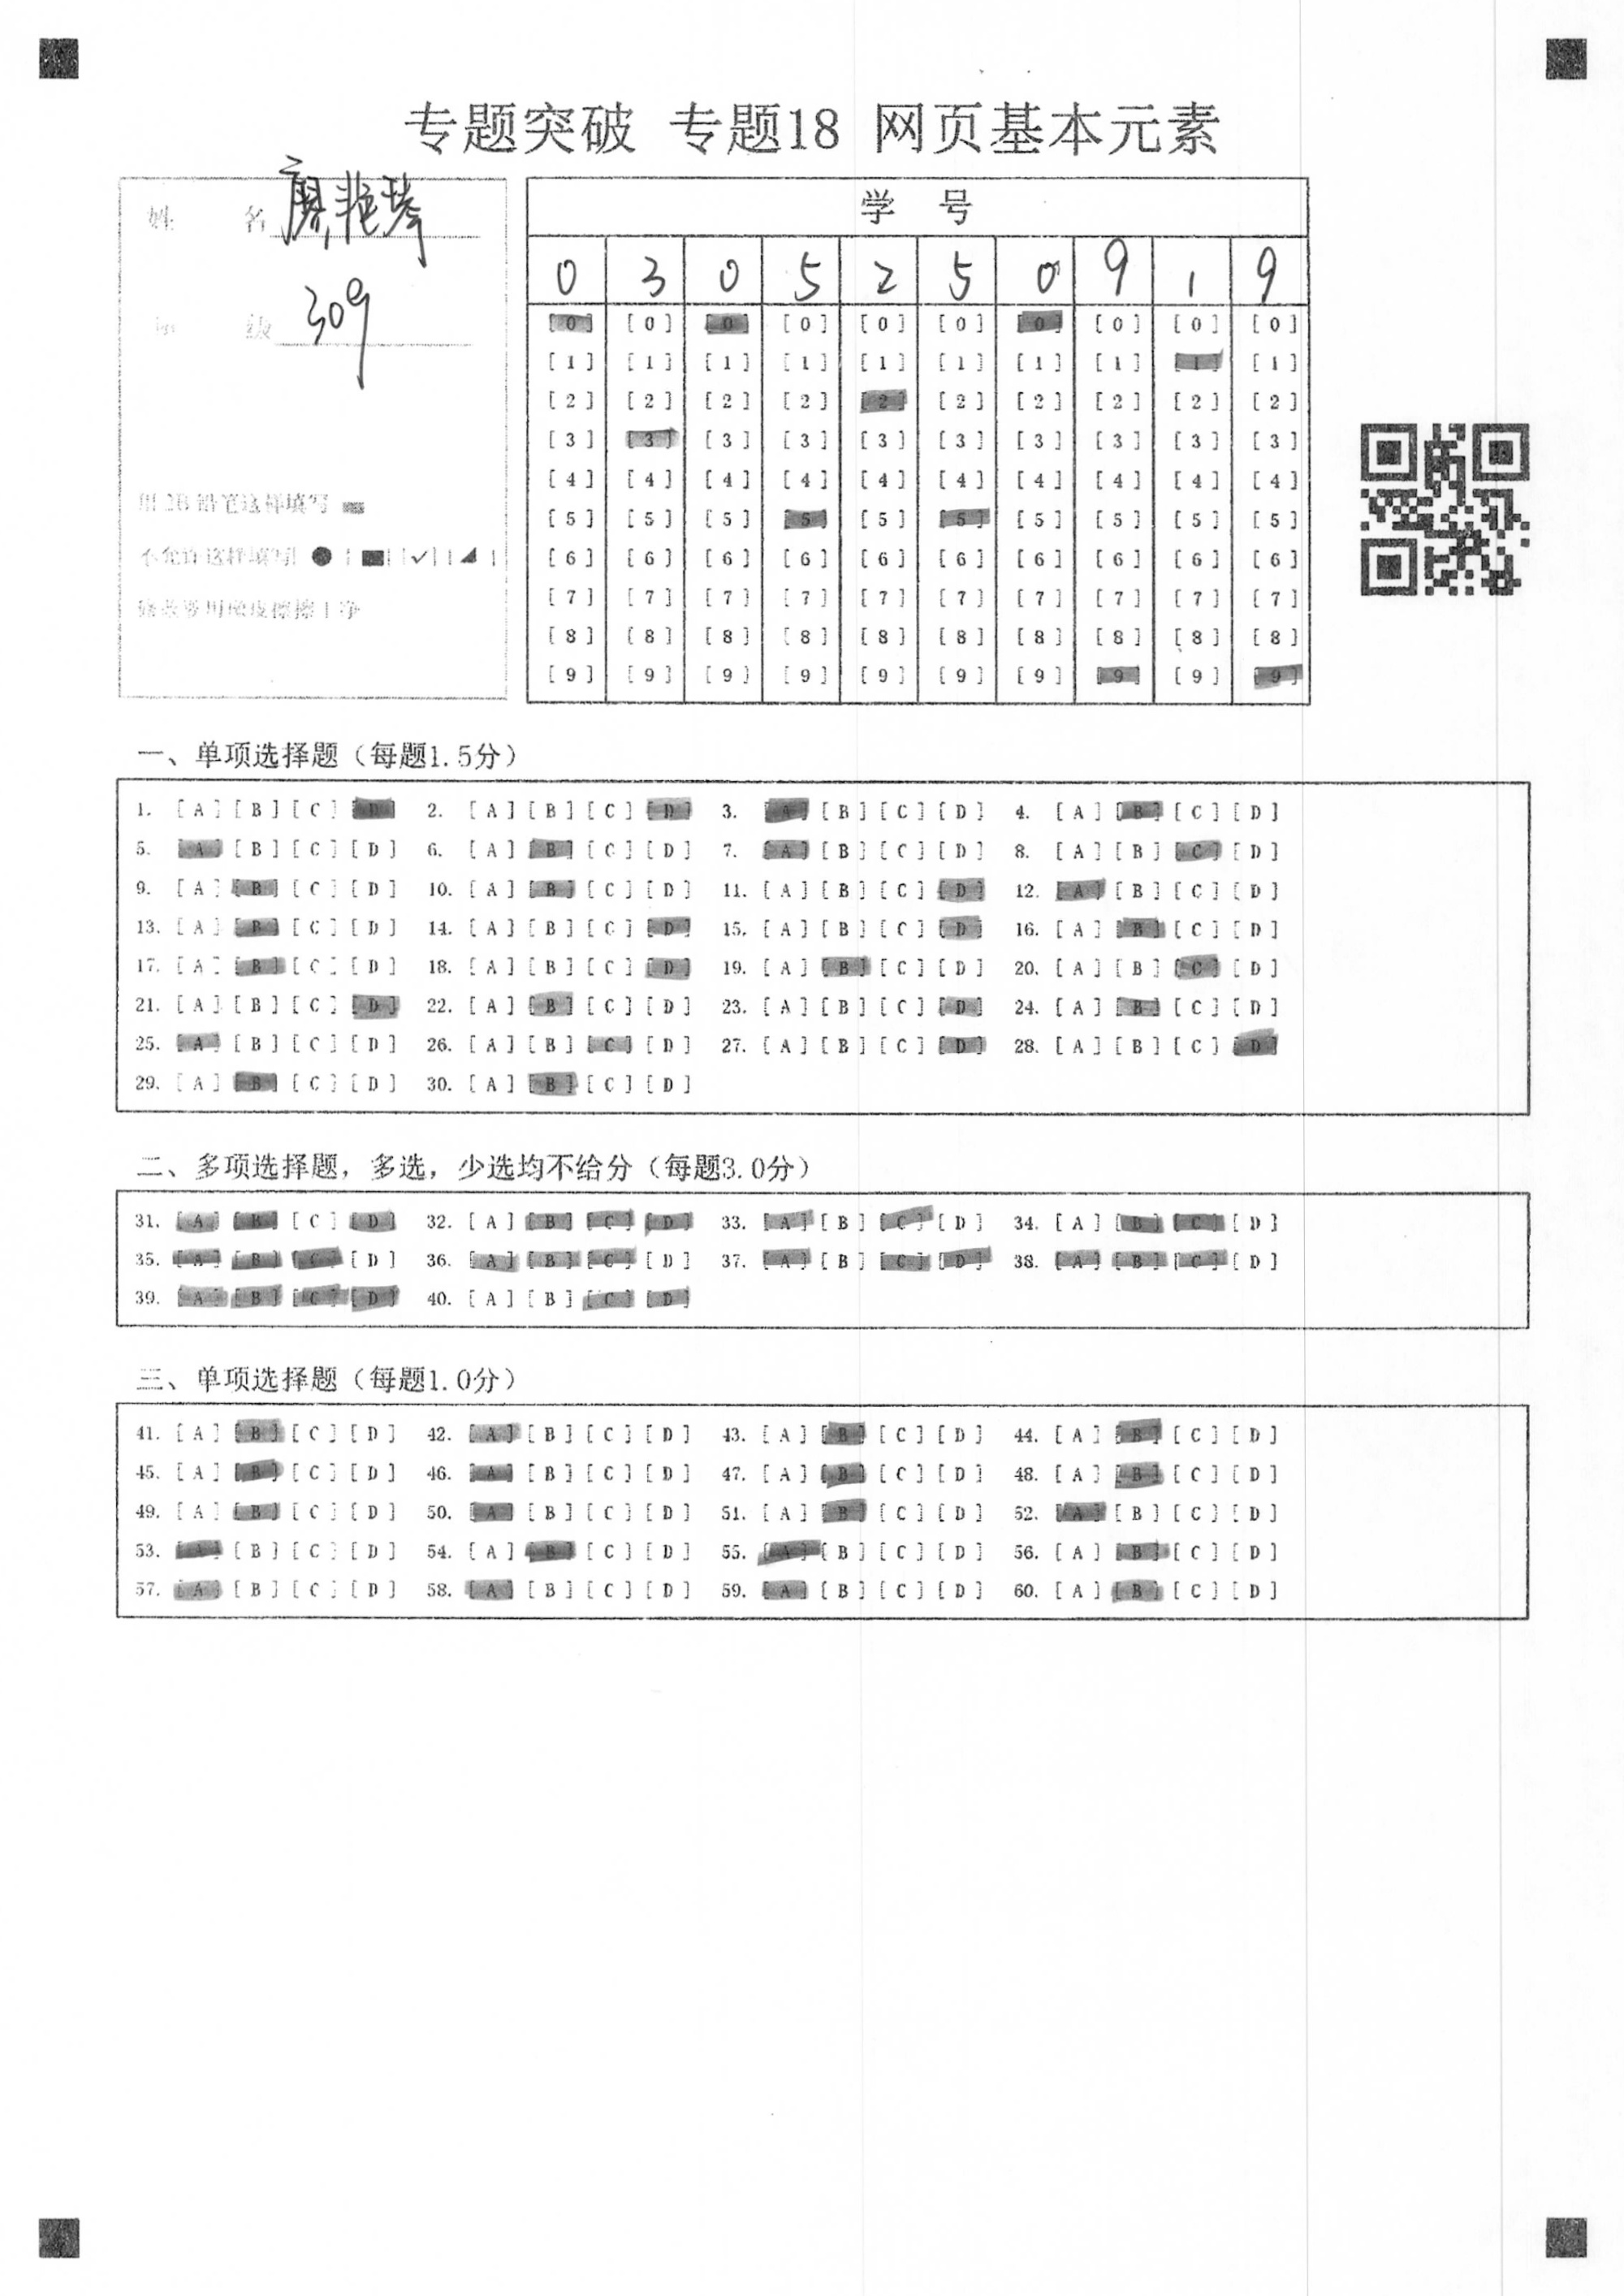 专题突破 专题18 网页基本元素
姓 名 廖艳琴
级 309
用2B铅笔这样填写
不允许这样填写
修改要用橡皮擦擦干净
学 号
0 3 0 5 2 5 0 9 1 9
[0] [0] [0] [0] [0] [0] [0] [0] [0] [0]
[1] [1] [1] [1] [1] [1] [1] [1] [1] [1]
[2] [2] [2] [2] [2] [2] [2] [2] [2] [2]
[3] [3] [3] [3] [3] [3] [3] [3] [3] [3]
[4] [4] [4] [4] [4] [4] [4] [4] [4] [4]
[5] [5] [5] [5] [5] [5] [5] [5] [5] [5]
[6] [6] [6] [6] [6] [6] [6] [6] [6] [6]
[7] [7] [7] [7] [7] [7] [7] [7] [7] [7]
[8] [8] [8] [8] [8] [8] [8] [8] [8] [8]
[9] [9] [9] [9] [9] [9] [9] [9] [9] [9]
一、单项选择题（每题1.5分）
1. [A] [B] [C] [D] 2. [A] [B] [C] [D] 3. [A] [B] [C] [D] 4. [A] [B] [C] [D]
5. [A] [B] [C] [D] 6. [A] [B] [C] [D] 7. [A] [B] [C] [D] 8. [A] [B] [C] [D]
9. [A] [B] [C] [D] 10. [A] [B] [C] [D] 11. [A] [B] [C] [D] 12. [A] [B] [C] [D]
13. [A] [B] [C] [D] 14. [A] [B] [C] [D] 15. [A] [B] [C] [D] 16. [A] [B] [C] [D]
17. [A] [B] [C] [D] 18. [A] [B] [C] [D] 19. [A] [B] [C] [D] 20. [A] [B] [C] [D]
21. [A] [B] [C] [D] 22. [A] [B] [C] [D] 23. [A] [B] [C] [D] 24. [A] [B] [C] [D]
25. [A] [B] [C] [D] 26. [A] [B] [C] [D] 27. [A] [B] [C] [D] 28. [A] [B] [C] [D]
29. [A] [B] [C] [D] 30. [A] [B] [C] [D]
二、多项选择题，多选，少选均不给分（每题3.0分）
31. [A] [B] [C] [D] 32. [A] [B] [C] [D] 33. [A] [B] [C] [D] 34. [A] [B] [C] [D]
35. [A] [B] [C] [D] 36. [A] [B] [C] [D] 37. [A] [B] [C] [D] 38. [A] [B] [C] [D]
39. [A] [B] [C] [D] 40. [A] [B] [C] [D]
三、单项选择题（每题1.0分）
41. [A] [B] [C] [D] 42. [A] [B] [C] [D] 43. [A] [B] [C] [D] 44. [A] [B] [C] [D]
45. [A] [B] [C] [D] 46. [A] [B] [C] [D] 47. [A] [B] [C] [D] 48. [A] [B] [C] [D]
49. [A] [B] [C] [D] 50. [A] [B] [C] [D] 51. [A] [B] [C] [D] 52. [A] [B] [C] [D]
53. [A] [B] [C] [D] 54. [A] [B] [C] [D] 55. [A] [B] [C] [D] 56. [A] [B] [C] [D]
57. [A] [B] [C] [D] 58. [A] [B] [C] [D] 59. [A] [B] [C] [D] 60. [A] [B] [C] [D]